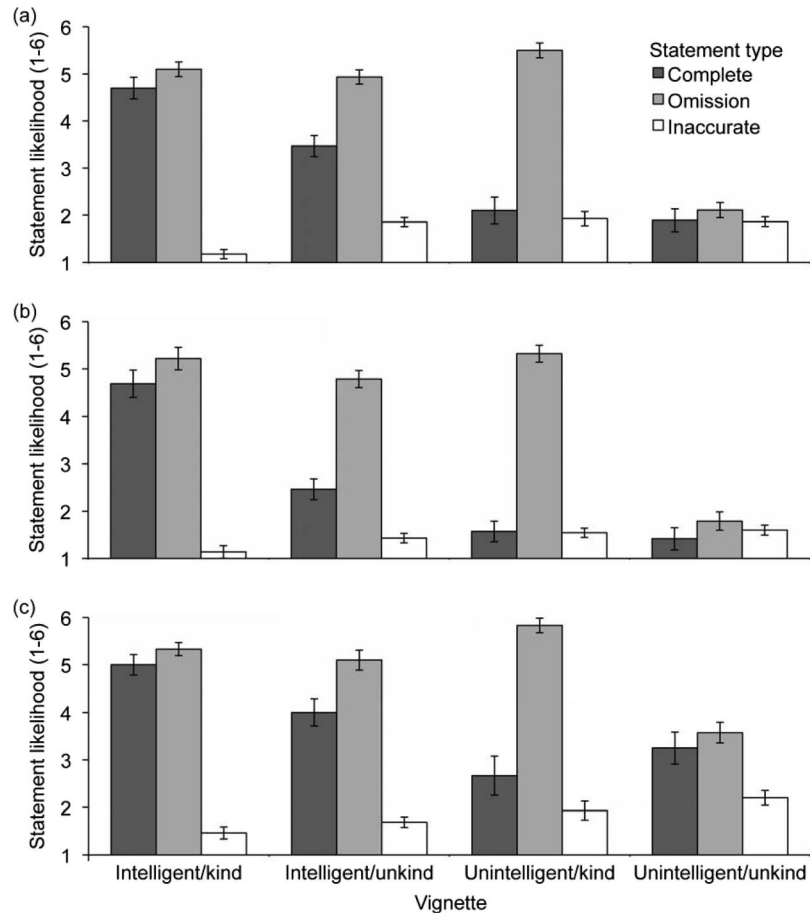 (a)
Statement likelihood (1-6)
6
5
4
3
2
1
Statement type
Complete
Omission
Inaccurate
(b)
Statement likelihood (1-6)
6
5
4
3
2
1
(c)
Statement likelihood (1-6)
6
5
4
3
2
1
Intelligent/kind
Intelligent/unkind
Unintelligent/kind
Unintelligent/unkind
Vignette